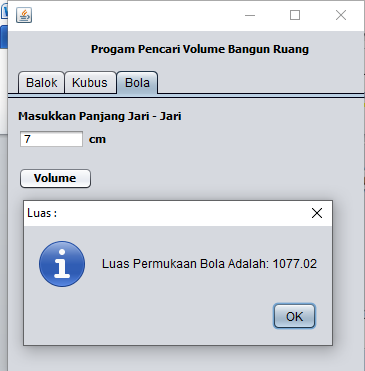 Progam Pencari Volume Bangun Ruang
Balok Kubus Bola
Masukkan Panjang Jari - Jari
7 cm
Volume
Luas :
Luas Permukaan Bola Adalah: 1077.02
OK